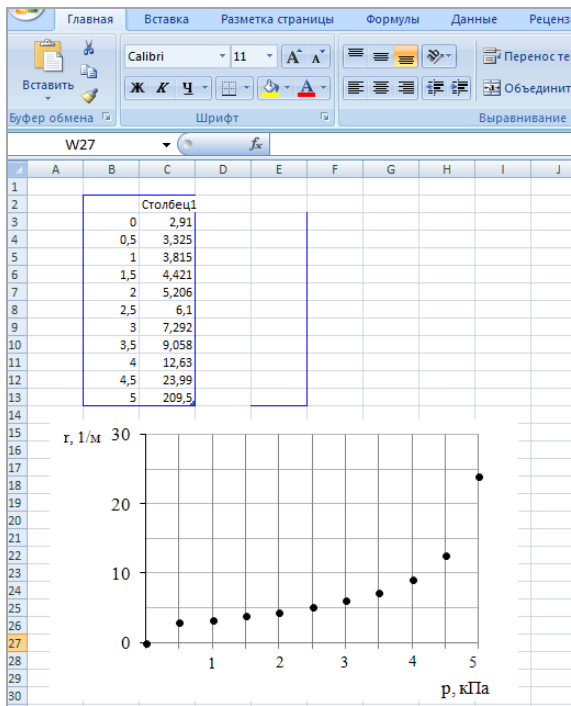 Главная Вставка Разметка страницы Формулы Данные Реценз
Calibri 11 А А Перенос те
Вставить Ж К Ч Объединит
Буфер обмена Шрифт Выравнивание
W27 fx
A B C D E F G H I J
1
2 Столбец1
3 0 2,91
4 0,5 3,325
5 1 3,815
6 1,5 4,421
7 2 5,206
8 2,5 6,1
9 3 7,292
10 3,5 9,058
11 4 12,63
12 4,5 23,99
13 5 209,5
14
15 r, 1/м 30
16
17
18
19 20
20
21
22
23 10
24
25
26
27 0
28 1 2 3 4 5
29
30 р, кПа